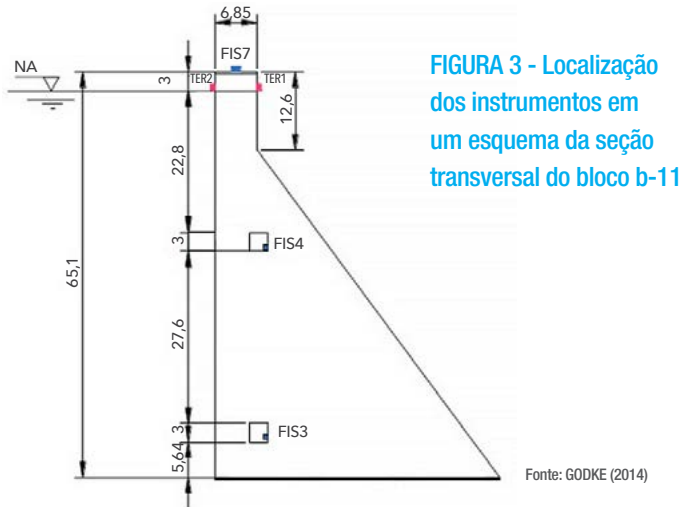 6,85
FIS7
NA
3
TER2
TER1
12,6
22,8
3
FIS4
65,1
27,6
3
FIS3
5,64
FIGURA 3 - Localização
dos instrumentos em
um esquema da seção
transversal do bloco b-11
Fonte: GODKE (2014)